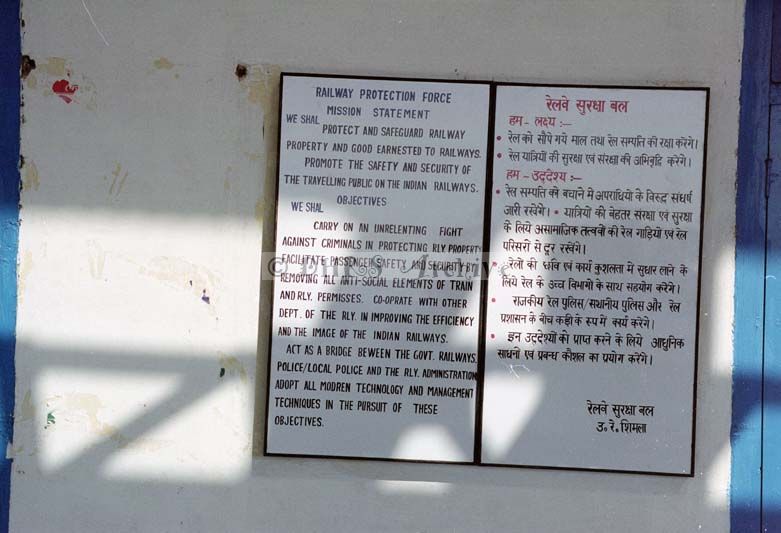 RAILWAY PROTECTION FORCE
MISSION STATEMENT
WE SHAL
PROTECT AND SAFEGUARD RAILWAY
PROPERTY AND GOOD EARNESTED TO RAILWAYS.
PROMOTE THE SAFETY AND SECURITY OF
THE TRAVELLING PUBLIC ON THE INDIAN RAILWAYS.
OBJECTIVES
WE SHAL
CARRY ON AN UNRELENTING FIGHT
AGAINST CRIMINALS IN PROTECTING RLY PROPERTY
FACILITATE PASSENGER SAFETY AND SECURITY BY
REMOVING ALL ANTI-SOCIAL ELEMENTS OF TRAIN
AND RLY. PERMISSES. CO-OPRATE WITH OTHER
DEPT. OF THE RLY. IN IMPROVING THE EFFICIENCY
AND THE IMAGE OF THE INDIAN RAILWAYS.
ACT AS A BRIDGE BEWEEN THE GOVT. RAILWAYS,
POLICE/LOCAL POLICE AND THE RLY. ADMINISTRATION
ADOPT ALL MODREN TECHNOLOGY AND MANAGEMENT
TECHNIQUES IN THE PURSUIT OF THESE
OBJECTIVES.
रेलवे सुरक्षा बल
हम - लक्ष्य :-
• रेल को सौंपे गये माल तथा रेल सम्पति की रक्षा करेंगे।
• रेल यात्रियों की सुरक्षा एवं संरक्षा की अभिवृद्वि करेंगे।
हम - उद्देश्य :-
• रेल सम्पति को बचाने में अपराधियों के विरुद्व संघर्ष
जारी रखेंगे। • यात्रियों की बेहतर संरक्षा एवं सुरक्षा
के लिये असामाजिक तत्वों की रेल गाड़ियों एवं रेल
परिसरों से दूर रखेंगे।
• रेलों की छवि एवं कार्य कुशलता में सुधार लाने के
लिये रेल के अन्य विभागों के साथ सहयोग करेंगे।
• राजकीय रेल पुलिस/स्थानीय पुलिस और रेल
प्रशासन के बीच कड़ी के रूप में कार्य करेंगे।
• इन उद्देश्यों को प्राप्त करने के लिये आधुनिक
साधनों एवं प्रबन्ध कौशल का प्रयोग करेंगे।
रेलवे सुरक्षा बल
उ॰ रे. शिमला